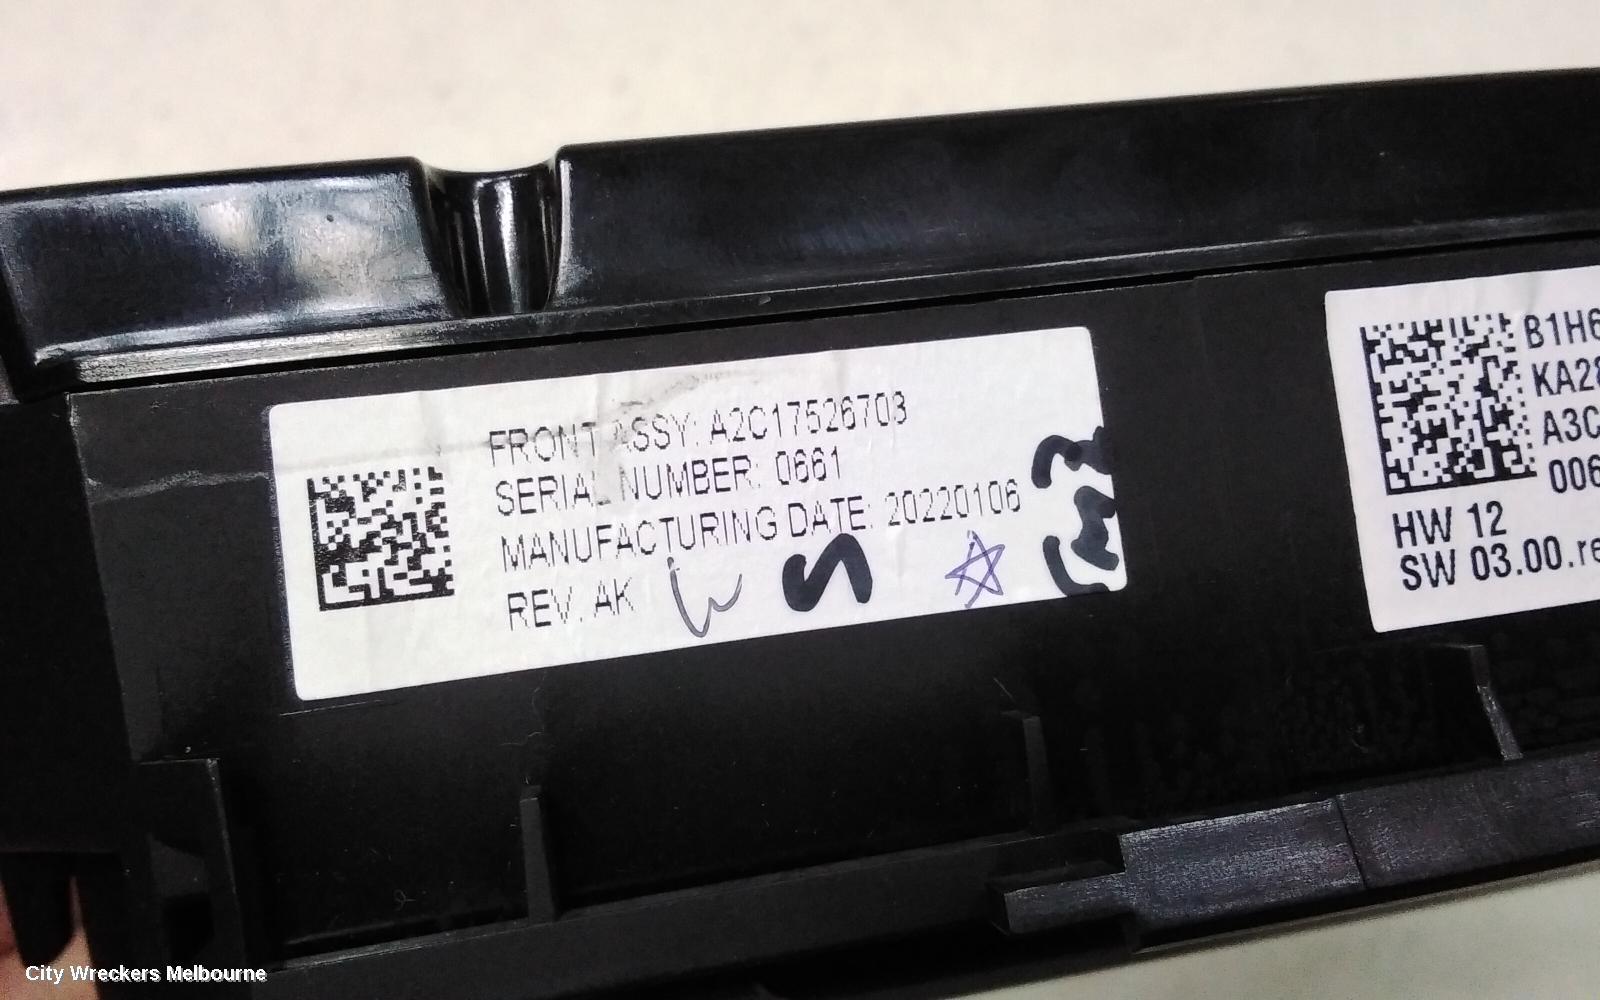 FRONT ASSY: A2C17526703
SERIAL NUMBER: 0661
MANUFACTURING DATE: 20220106
REV. AK
S
B1H6
KA28
A3C
006
HW 12
SW 03.00.re
City Wreckers Melbourne